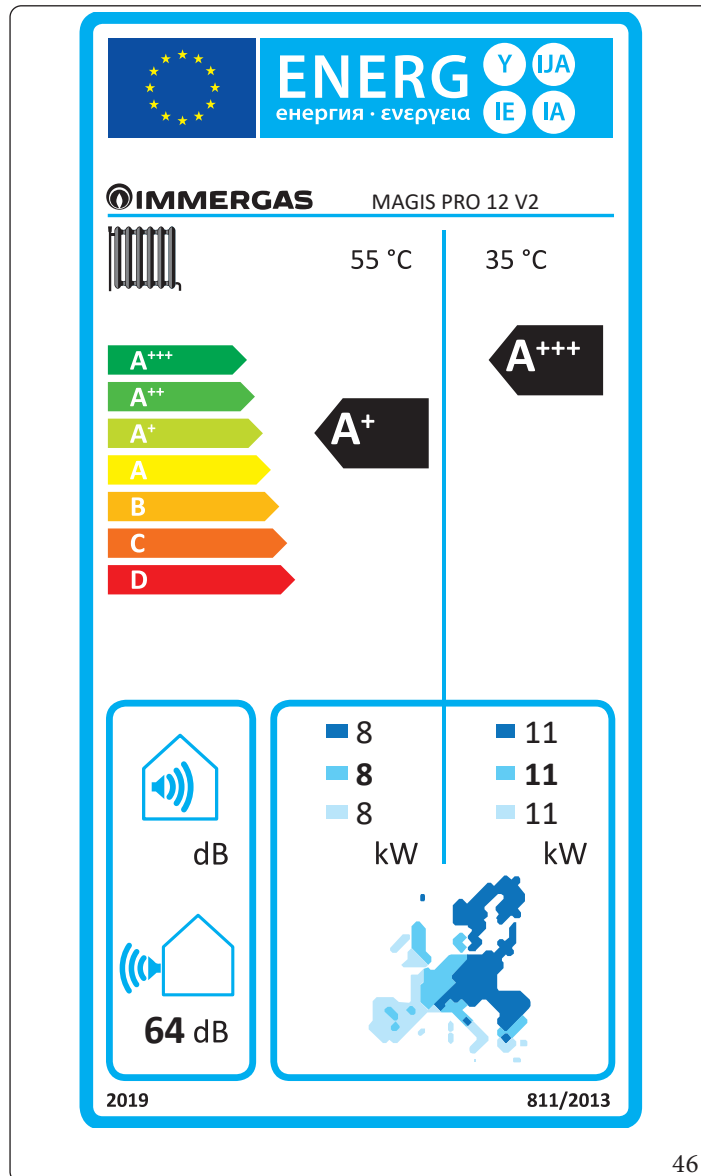 ENERG Y IJA
енергия · ενεργεια IE IA
IMMERGAS MAGIS PRO 12 V2
55 °C 35 °C
A+++
A++
A+
A
B
C
D
A+
A+++
dB
64 dB
8 11
8 11
8 11
kW kW
2019 811/2013
46